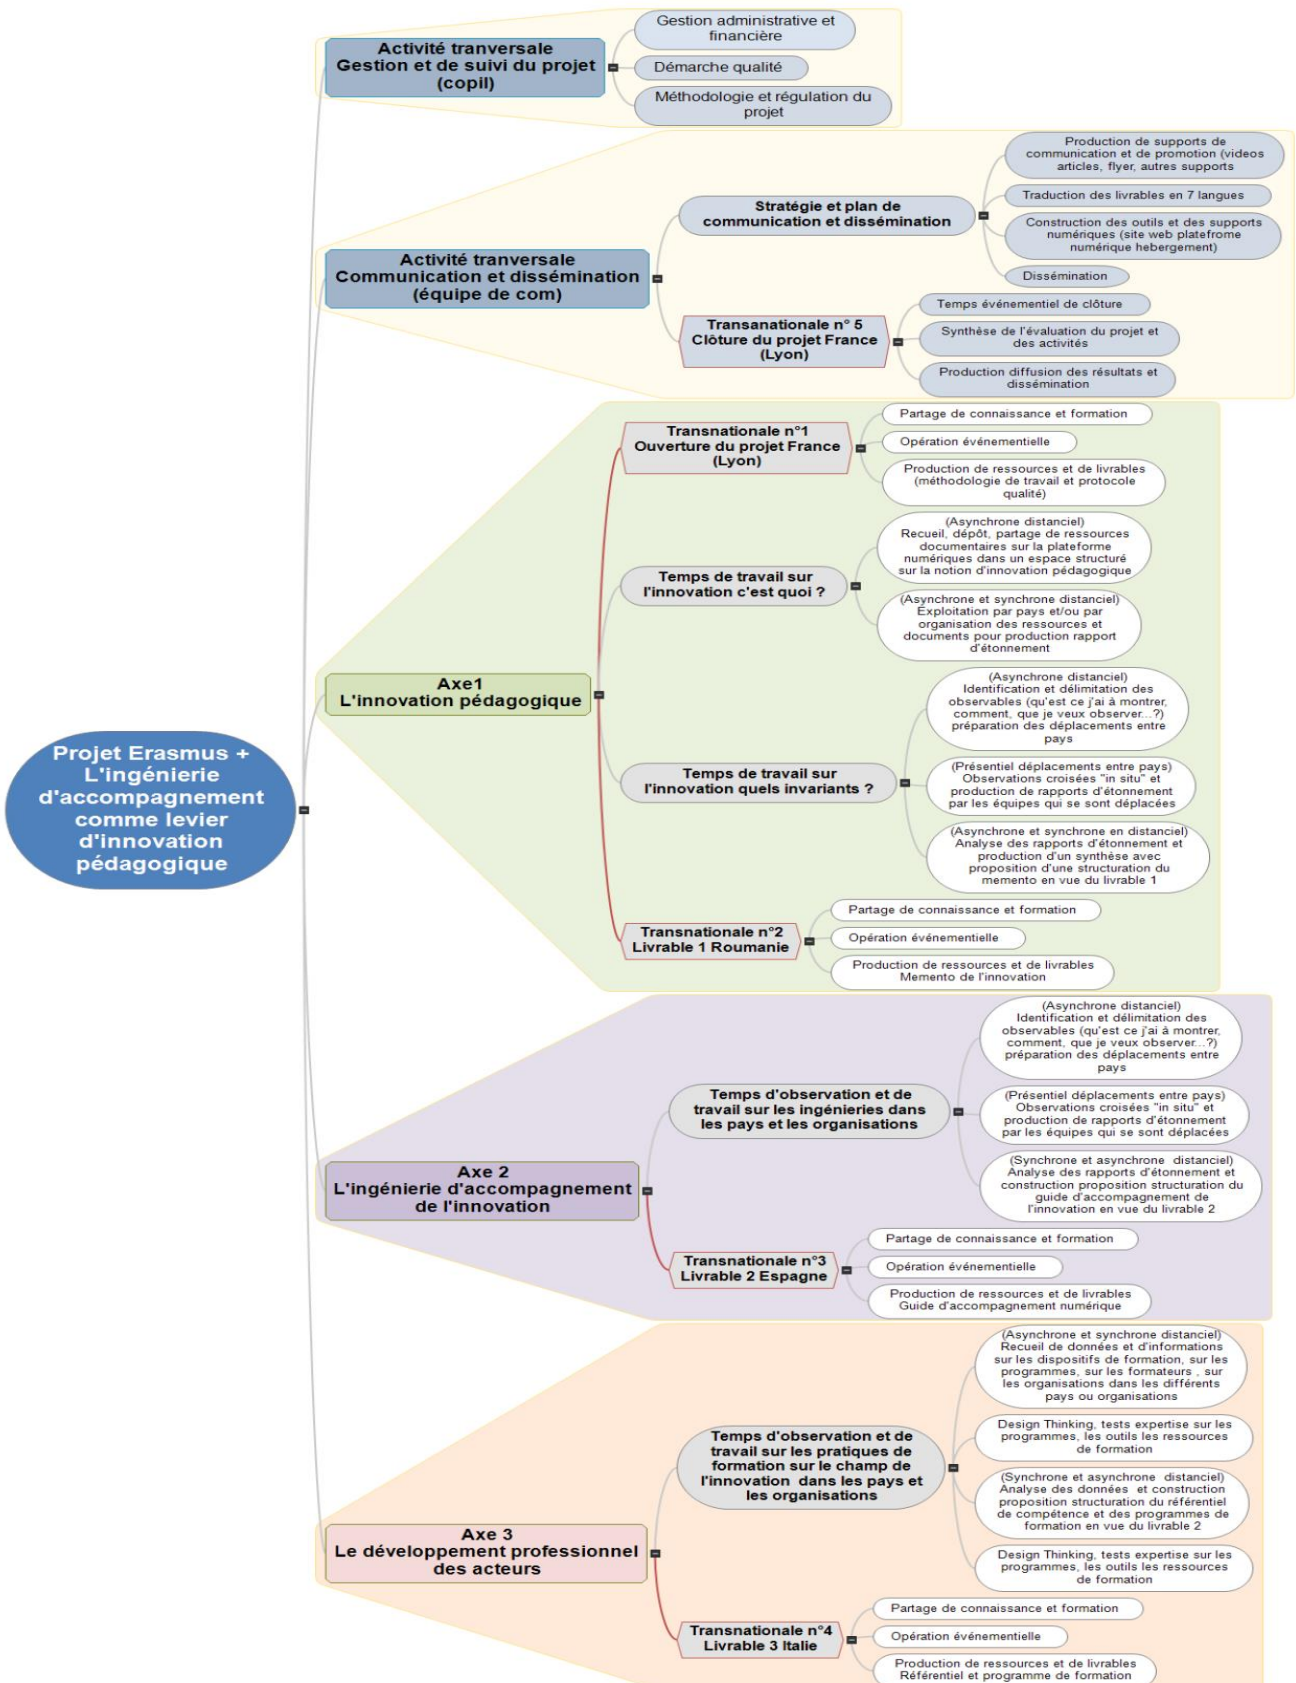 Projet Erasmus +
L'ingénierie
d'accompagnement
comme levier
d'innovation
pédagogique
Activité tranversale
Gestion et de suivi du projet
(copil)
Gestion administrative et
financière
Démarche qualité
Méthodologie et régulation du
projet
Activité tranversale
Communication et dissémination
(équipe de com)
Stratégie et plan de
communication et dissémination
Production de supports de
communication et de promotion (videos
articles, flyer, autres supports
Traduction des livrables en 7 langues
Construction des outils et des supports
numériques (site web platefrome
numérique hebergement)
Dissémination
Transanationale n° 5
Clôture du projet France
(Lyon)
Temps événementiel de clôture
Synthèse de l'évaluation du projet et
des activités
Production diffusion des résultats et
dissémination
Axe1
L'innovation pédagogique
Transnationale n°1
Ouverture du projet France
(Lyon)
Partage de connaissance et formation
Opération événementielle
Production de ressources et de livrables
(méthodologie de travail et protocole
qualité)
Temps de travail sur
l'innovation c'est quoi ?
(Asynchrone distanciel)
Recueil, dépôt, partage de ressources
documentaires sur la plateforme
numériques dans un espace structuré
sur la notion d'innovation pédagogique
(Asynchrone et synchrone distanciel)
Exploitation par pays et/ou par
organisation des ressources et
documents pour production rapport
d'étonnement
Temps de travail sur
l'innovation quels invariants ?
(Asynchrone distanciel)
Identification et délimitation des
observables (qu'est ce j'ai à montrer,
comment, que je veux observer...?)
préparation des déplacements entre
pays
(Présentiel déplacements entre pays)
Observations croisées "in situ" et
production de rapports d'étonnement
par les équipes qui se sont déplacées
(Asynchrone et synchrone en distanciel)
Analyse des rapports d'étonnement et
production d'un synthèse avec
proposition d'une structuration du
memento en vue du livrable 1
Transnationale n°2
Livrable 1 Roumanie
Partage de connaissance et formation
Opération événementielle
Production de ressources et de livrables
Memento de l'innovation
Axe 2
L'ingénierie d'accompagnement
de l'innovation
Temps d'observation et de
travail sur les ingénieries dans
les pays et les organisations
(Asynchrone distanciel)
Identification et délimitation des
observables (qu'est ce j'ai à montrer,
comment, que je veux observer...?)
préparation des déplacements entre
pays
(Présentiel déplacements entre pays)
Observations croisées "in situ" et
production de rapports d'étonnement
par les équipes qui se sont déplacées
(Synchrone et asynchrone distanciel)
Analyse des rapports d'étonnement et
construction proposition structuration du
guide d'accompagnement de
l'innovation en vue du livrable 2
Transnationale n°3
Livrable 2 Espagne
Partage de connaissance et formation
Opération événementielle
Production de ressources et de livrables
Guide d'accompagnement numérique
Axe 3
Le développement professionnel
des acteurs
Temps d'observation et de
travail sur les pratiques de
formation sur le champ de
l'innovation dans les pays et
les organisations
(Asynchrone et synchrone distanciel)
Recueil de données et d'informations
sur les dispositifs de formation, sur les
programmes, sur les formateurs , sur
les organisations dans les différents
pays ou organisations
Design Thinking, tests expertise sur les
programmes, les outils les ressources
de formation
(Synchrone et asynchrone distanciel)
Analyse des données et construction
proposition structuration du référentiel
de compétence et des programmes de
formation en vue du livrable 2
Design Thinking, tests expertise sur les
programmes, les outils les ressources
de formation
Transnationale n°4
Livrable 3 Italie
Partage de connaissance et formation
Opération événementielle
Production de ressources et de livrables
Référentiel et programme de formation